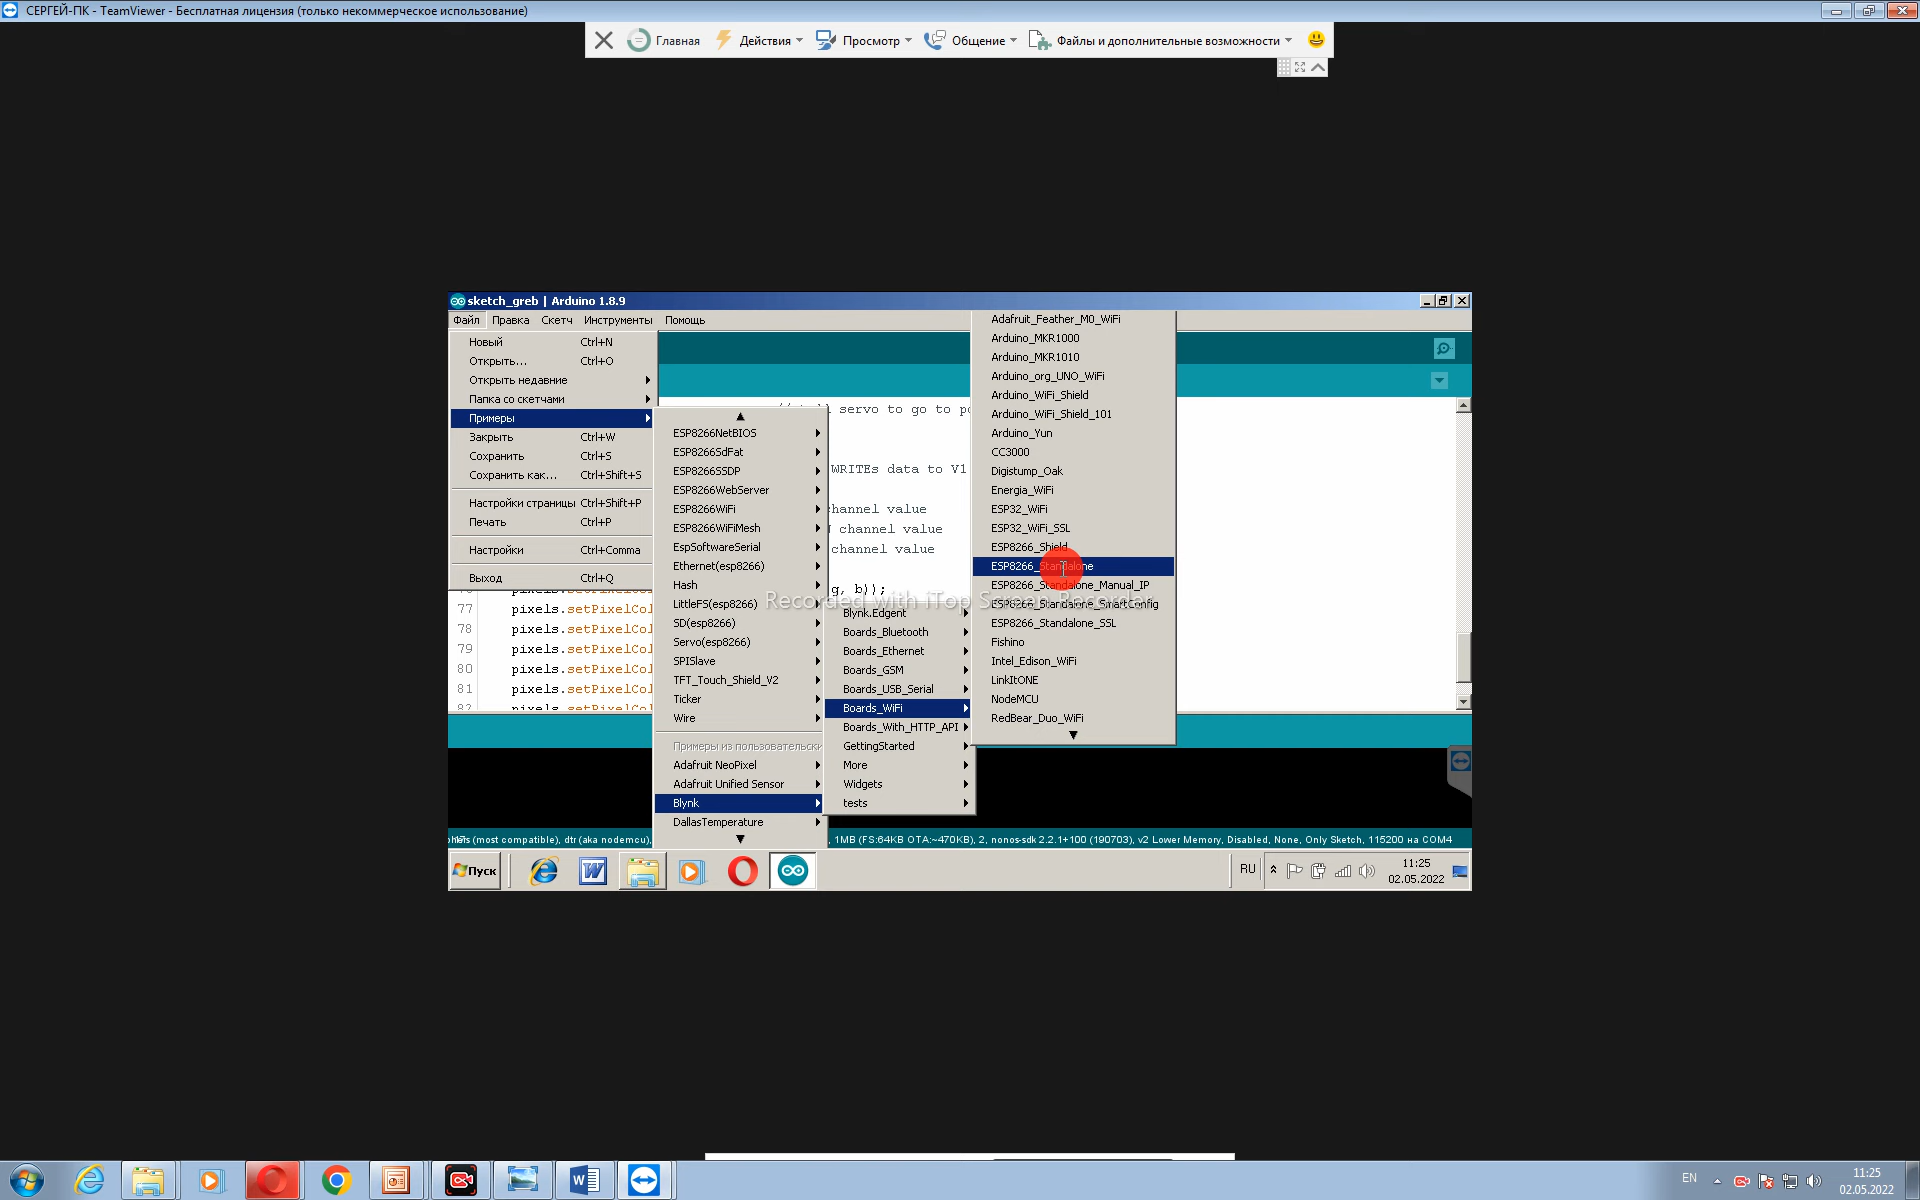 СЕРГЕЙ-ПК - TeamViewer - Бесплатная лицензия (только некоммерческое использование)
Главная Действия Просмотр Общение Файлы и дополнительные возможности
sketch_greb | Arduino 1.8.9
Файл Правка Скетч Инструменты Помощь
Новый Ctrl+N
Открыть... Ctrl+O
Открыть недавние
Папка со скетчами
Примеры
Закрыть Ctrl+W
Сохранить Ctrl+S
Сохранить как... Ctrl+Shift+S
Настройки страницы Ctrl+Shift+P
Печать Ctrl+P
Настройки Ctrl+Comma
Выход Ctrl+Q
ESP8266NetBIOS
ESP8266SdFat
ESP8266SSDP
ESP8266WebServer
ESP8266WiFi
ESP8266WiFiMesh
EspSoftwareSerial
Ethernet(esp8266)
Hash
LittleFS(esp8266)
SD(esp8266)
Servo(esp8266)
SPISlave
TFT_Touch_Shield_V2
Ticker
Wire
Примеры из пользовательски
Adafruit NeoPixel
Adafruit Unified Sensor
Blynk
DallasTemperature
Blynk.Edgent
Boards_Bluetooth
Boards_Ethernet
Boards_GSM
Boards_USB_Serial
Boards_WiFi
Boards_With_HTTP_API
GettingStarted
More
Widgets
tests
Adafruit_Feather_M0_WiFi
Arduino_MKR1000
Arduino_MKR1010
Arduino_org_UNO_WiFi
Arduino_WiFi_Shield
Arduino_WiFi_Shield_101
Arduino_Yun
CC3000
Digistump_Oak
Energia_WiFi
ESP32_WiFi
ESP32_WiFi_SSL
ESP8266_Shield
ESP8266_Standalone
ESP8266_Standalone_Manual_IP
ESP8266_Standalone_SmartConfig
ESP8266_Standalone_SSL
Fishino
Intel_Edison_WiFi
LinkItONE
NodeMCU
RedBear_Duo_WiFi
servo to go to po
WRITEs data to V1
channel value
channel value
channel value
g, b));
77 pixels.setPixelCol
78 pixels.setPixelCol
79 pixels.setPixelCol
80 pixels.setPixelCol
81 pixels.setPixelCol
82
Recorded with iTop Screen Recorder
(most compatible), dtr (aka nodemcu), 1MB (FS:64KB OTA:~470KB), 2, nonos-sdk 2.2.1+100 (190703), v2 Lower Memory, Disabled, None, Only Sketch, 115200 на COM4
Пуск RU 11:25
02.05.2022
EN 11:25
02.05.2022